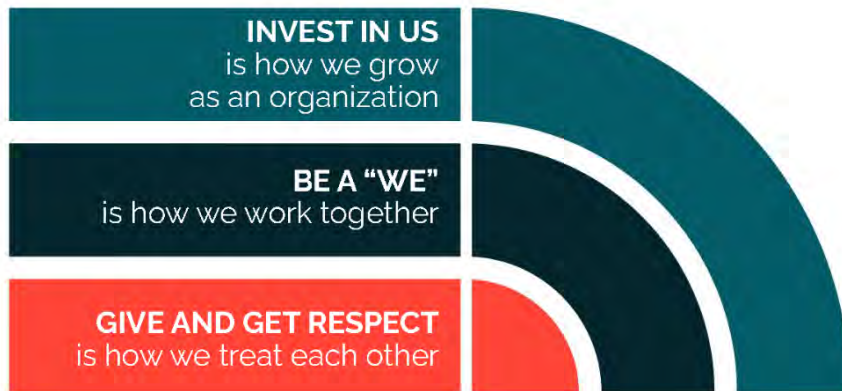 INVEST IN US
is how we grow
as an organization
BE A “WE”
is how we work together
GIVE AND GET RESPECT
is how we treat each other